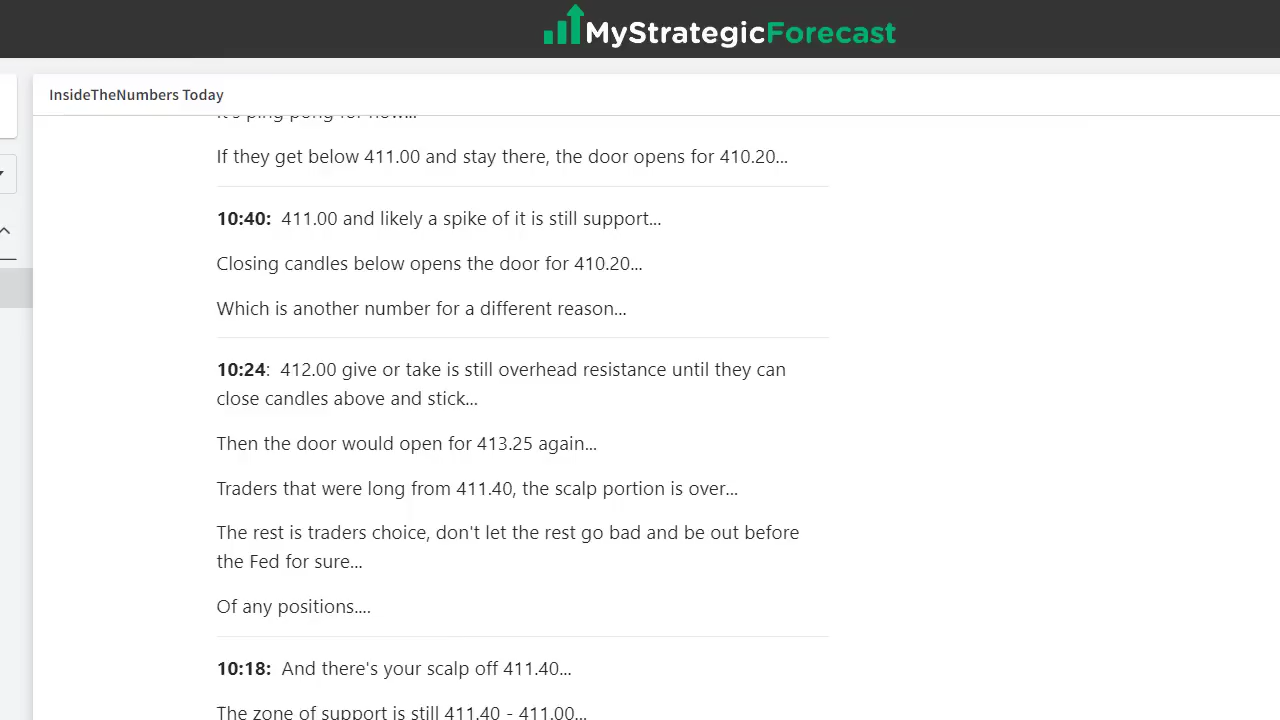 MyStrategicForecast
InsideTheNumbers Today
It's ping pong for now...
If they get below 411.00 and stay there, the door opens for 410.20...
10:40: 411.00 and likely a spike of it is still support...
Closing candles below opens the door for 410.20...
Which is another number for a different reason...
10:24: 412.00 give or take is still overhead resistance until they can
close candles above and stick...
Then the door would open for 413.25 again...
Traders that were long from 411.40, the scalp portion is over...
The rest is traders choice, don't let the rest go bad and be out before
the Fed for sure...
Of any positions....
10:18: And there's your scalp off 411.40...
The zone of support is still 411.40 - 411.00...